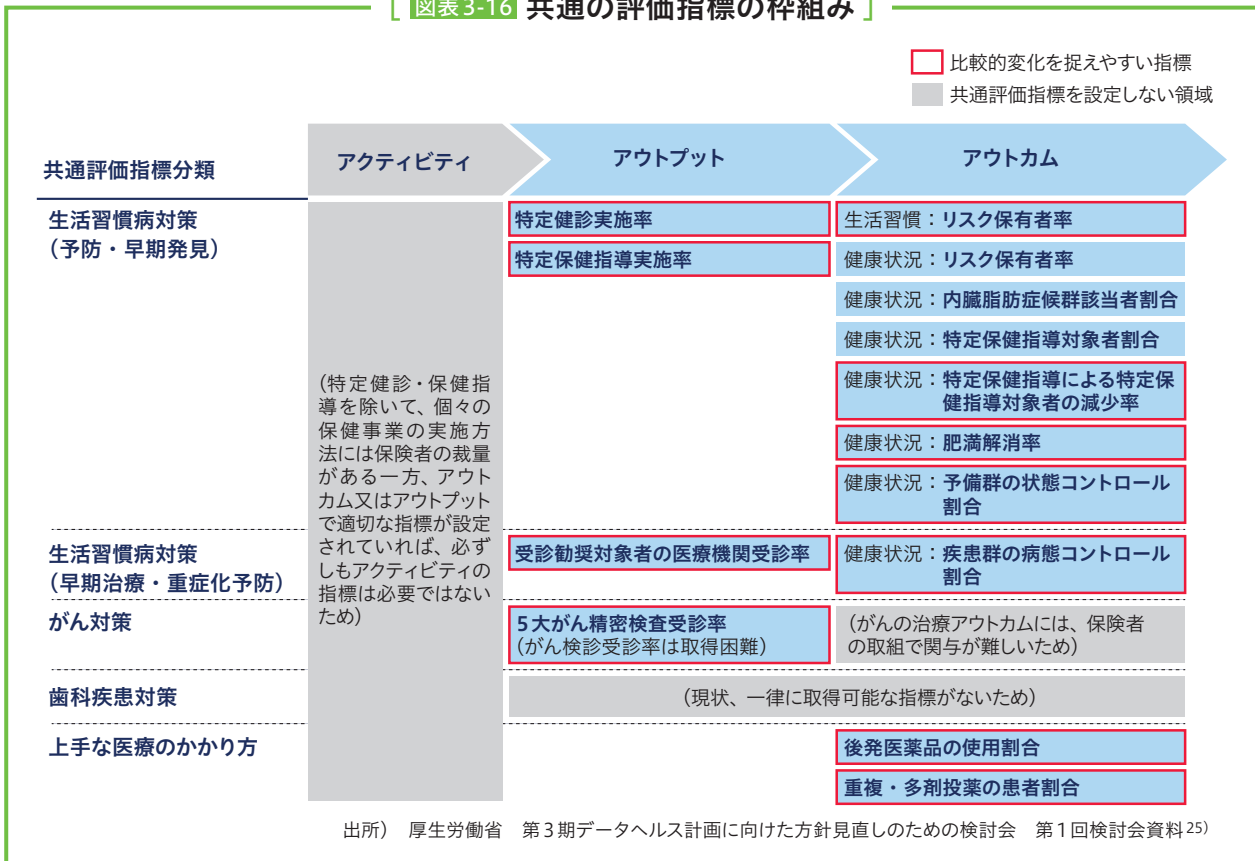 [ 図表3-16 共通の評価指標の枠組み ]
比較的変化を捉えやすい指標
共通評価指標を設定しない領域
共通評価指標分類
アクティビティ
アウトプット
アウトカム
生活習慣病対策
（予防・早期発見）
（特定健診・保健指
導を除いて、個々の
保健事業の実施方
法には保険者の裁量
がある一方、アウト
カム又はアウトプット
で適切な指標が設定
されていれば、必ず
しもアクティビティの
指標は必要ではない
ため）
特定健診実施率
特定保健指導実施率
生活習慣：リスク保有者率
健康状況：リスク保有者率
健康状況：内臓脂肪症候群該当者割合
健康状況：特定保健指導対象者割合
健康状況：特定保健指導による特定保
健指導対象者の減少率
健康状況：肥満解消率
健康状況：予備群の状態コントロール
割合
生活習慣病対策
（早期治療・重症化予防）
受診勧奨対象者の医療機関受診率
健康状況：疾患群の病態コントロール
割合
がん対策
5大がん精密検査受診率
（がん検診受診率は取得困難）
（がんの治療アウトカムには、保険者
の取組で関与が難しいため）
歯科疾患対策
（現状、一律に取得可能な指標がないため）
上手な医療のかかり方
後発医薬品の使用割合
重複・多剤投薬の患者割合
出所） 厚生労働省 第3期データヘルス計画に向けた方針見直しのための検討会 第1回検討会資料25)